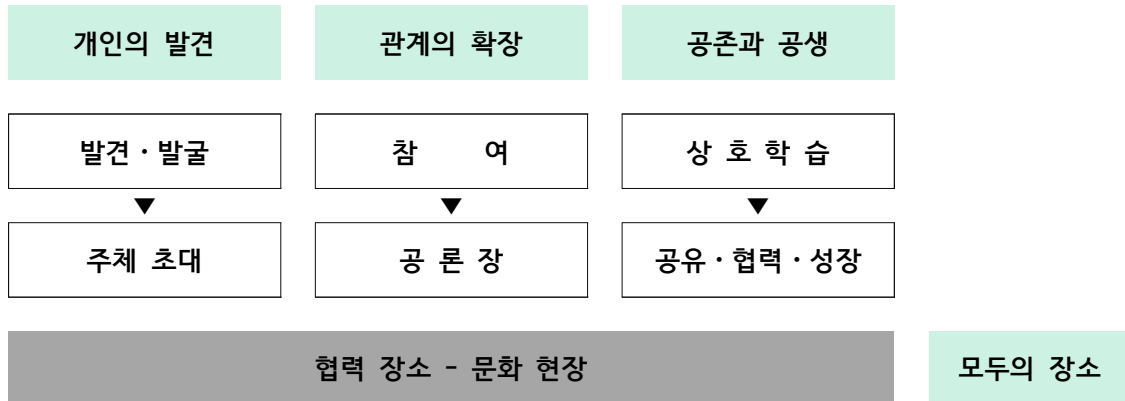 개인의 발견 관계의 확장 공존과 공생
발견・발굴 참 여 상 호 학 습
▼ ▼ ▼
주체 초대 공 론 장 공유・협력・성장
협력 장소 - 문화 현장 모두의 장소